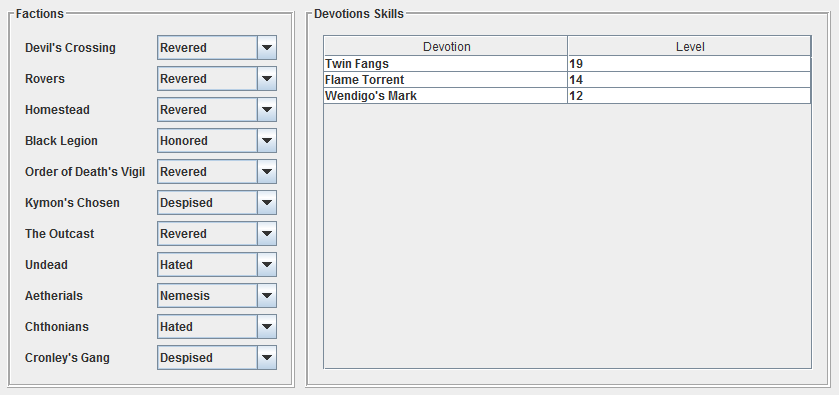 Factions
Devil's Crossing Revered
Rovers Revered
Homestead Revered
Black Legion Honored
Order of Death's Vigil Revered
Kymon's Chosen Despised
The Outcast Revered
Undead Hated
Aetherials Nemesis
Chthonians Hated
Cronley's Gang Despised
Devotions Skills
Devotion Level
Twin Fangs 19
Flame Torrent 14
Wendigo's Mark 12